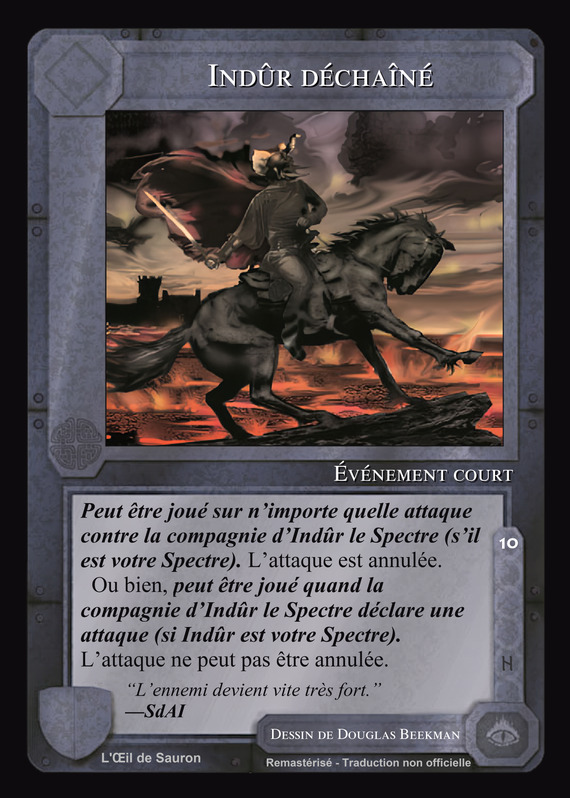 Indûr déchaîné
Événement court
Peut être joué sur n'importe quelle attaque
contre la compagnie d'Indûr le Spectre (s'il
est votre Spectre). L'attaque est annulée.
Ou bien, peut être joué quand la
compagnie d'Indûr le Spectre déclare une
attaque (si Indûr est votre Spectre).
L'attaque ne peut pas être annulée.
10
“L'ennemi devient vite très fort.”
—SdAI
Dessin de Douglas Beekman
L'Œil de Sauron
Remastérisé - Traduction non officielle